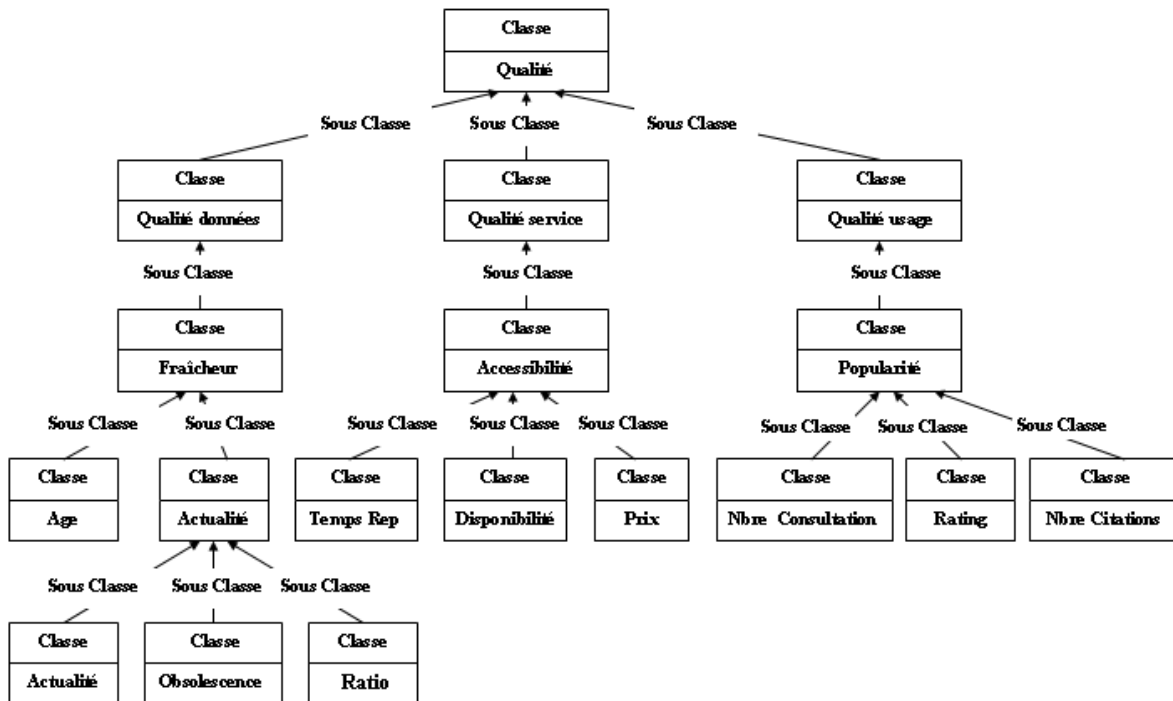 Classe
Qualité
Sous Classe Sous Classe Sous Classe
Classe Classe Classe
Qualité données Qualité service Qualité usage
Sous Classe Sous Classe Sous Classe
Classe Classe Classe
Fraîcheur Accessibilité Popularité
Sous Classe Sous Classe Sous Classe Sous Classe Sous Classe Sous Classe Sous Classe Sous Classe
Classe Classe Classe Classe Classe Classe Classe Classe
Age Actualité Temps Rep Disponibilité Prix Nbre Consultation Rating Nbre Citations
Sous Classe Sous Classe Sous Classe
Classe Classe Classe
Actualité Obsolescence Ratio